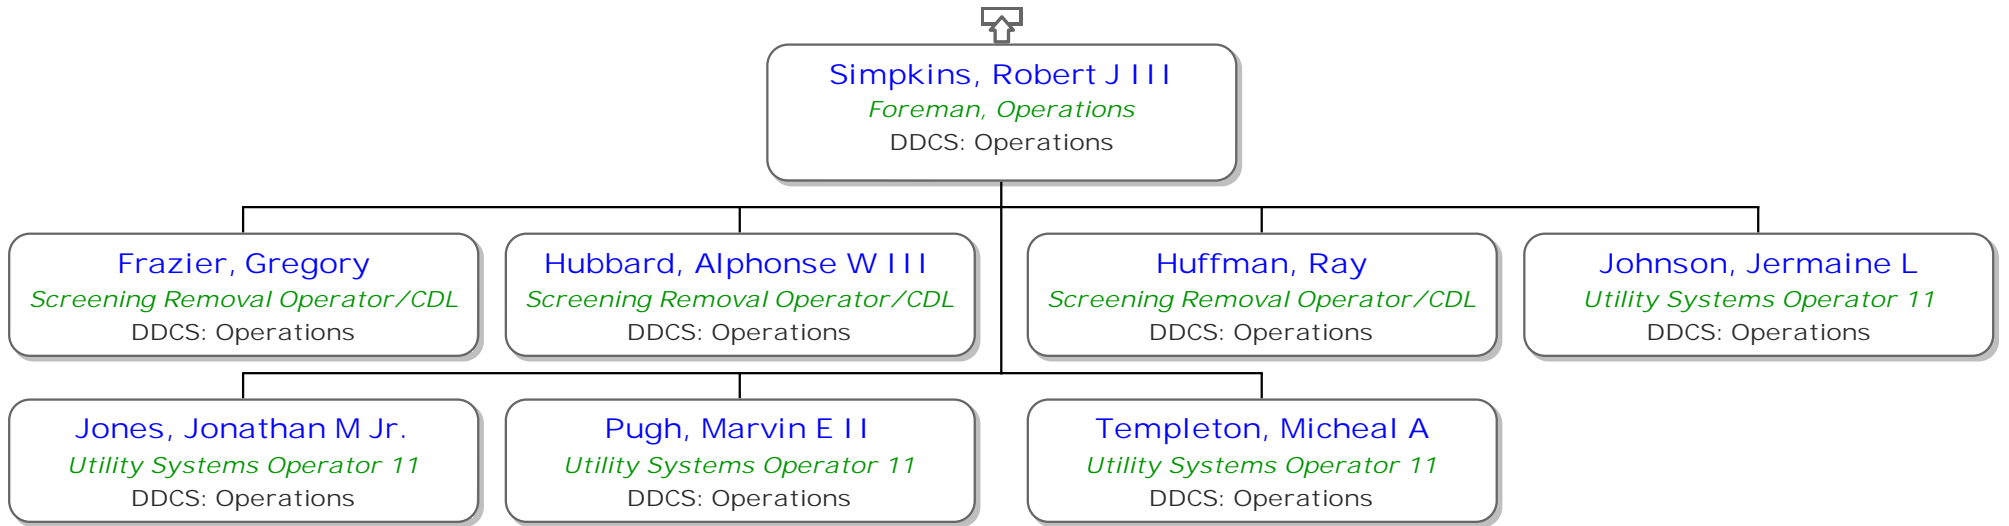 Simpkins, Robert J III
Foreman, Operations
DDCS: Operations
Frazier, Gregory
Screening Removal Operator/CDL
DDCS: Operations
Hubbard, Alphonse W III
Screening Removal Operator/CDL
DDCS: Operations
Huffman, Ray
Screening Removal Operator/CDL
DDCS: Operations
Johnson, Jermaine L
Utility Systems Operator 11
DDCS: Operations
Jones, Jonathan M Jr.
Utility Systems Operator 11
DDCS: Operations
Pugh, Marvin E II
Utility Systems Operator 11
DDCS: Operations
Templeton, Micheal A
Utility Systems Operator 11
DDCS: Operations